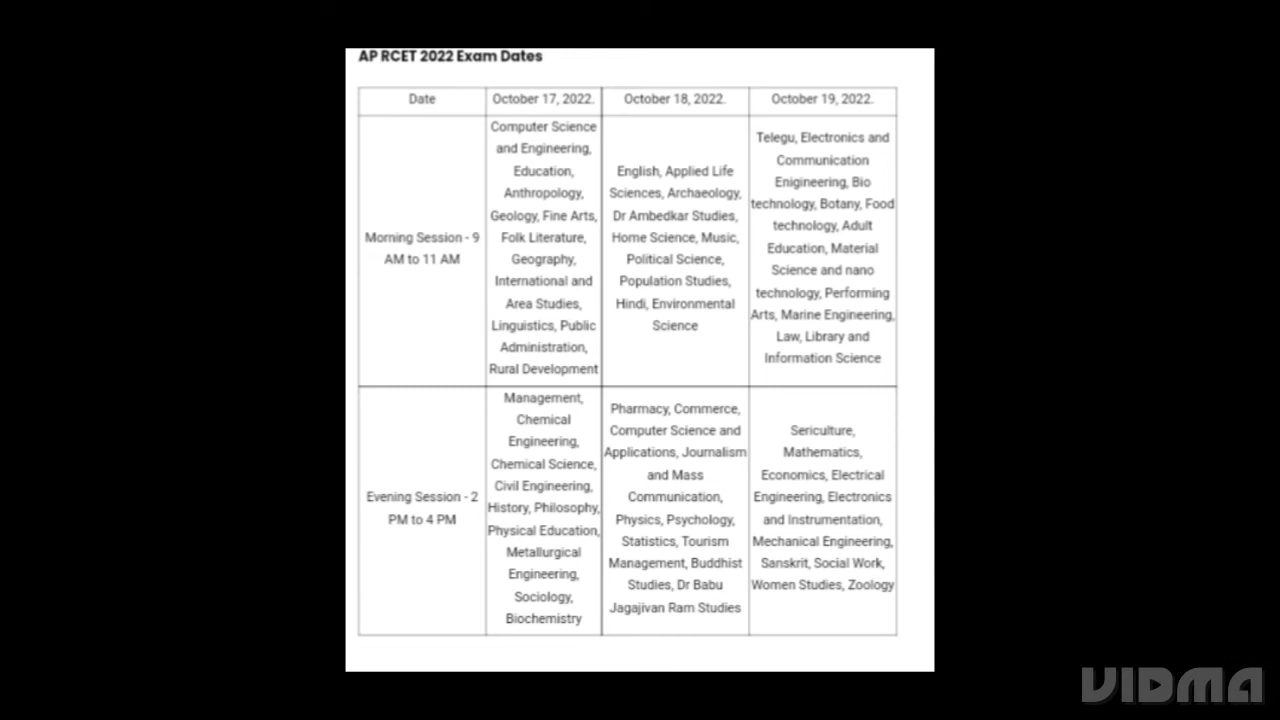 AP RCET 2022 Exam Dates
Date
October 17, 2022.
October 18, 2022.
October 19, 2022.
Morning Session - 9
AM to 11 AM
Computer Science
and Engineering,
Education,
Anthropology,
Geology, Fine Arts,
Folk Literature,
Geography,
International and
Area Studies,
Linguistics, Public
Administration,
Rural Development
English, Applied Life
Sciences, Archaeology,
Dr Ambedkar Studies,
Home Science, Music,
Political Science,
Population Studies,
Hindi, Environmental
Science
Telegu, Electronics and
Communication
Enigineering, Bio
technology, Botany, Food
technology, Adult
Education, Material
Science and nano
technology, Performing
Arts, Marine Engineering,
Law, Library and
Information Science
Evening Session - 2
PM to 4 PM
Management,
Chemical
Engineering,
Chemical Science,
Civil Engineering,
History, Philosophy,
Physical Education,
Metallurgical
Engineering,
Sociology,
Biochemistry
Pharmacy, Commerce,
Computer Science and
Applications, Journalism
and Mass
Communication,
Physics, Psychology,
Statistics, Tourism
Management, Buddhist
Studies, Dr Babu
Jagajivan Ram Studies
Sericulture,
Mathematics,
Economics, Electrical
Engineering, Electronics
and Instrumentation,
Mechanical Engineering,
Sanskrit, Social Work,
Women Studies, Zoology
VIDMA